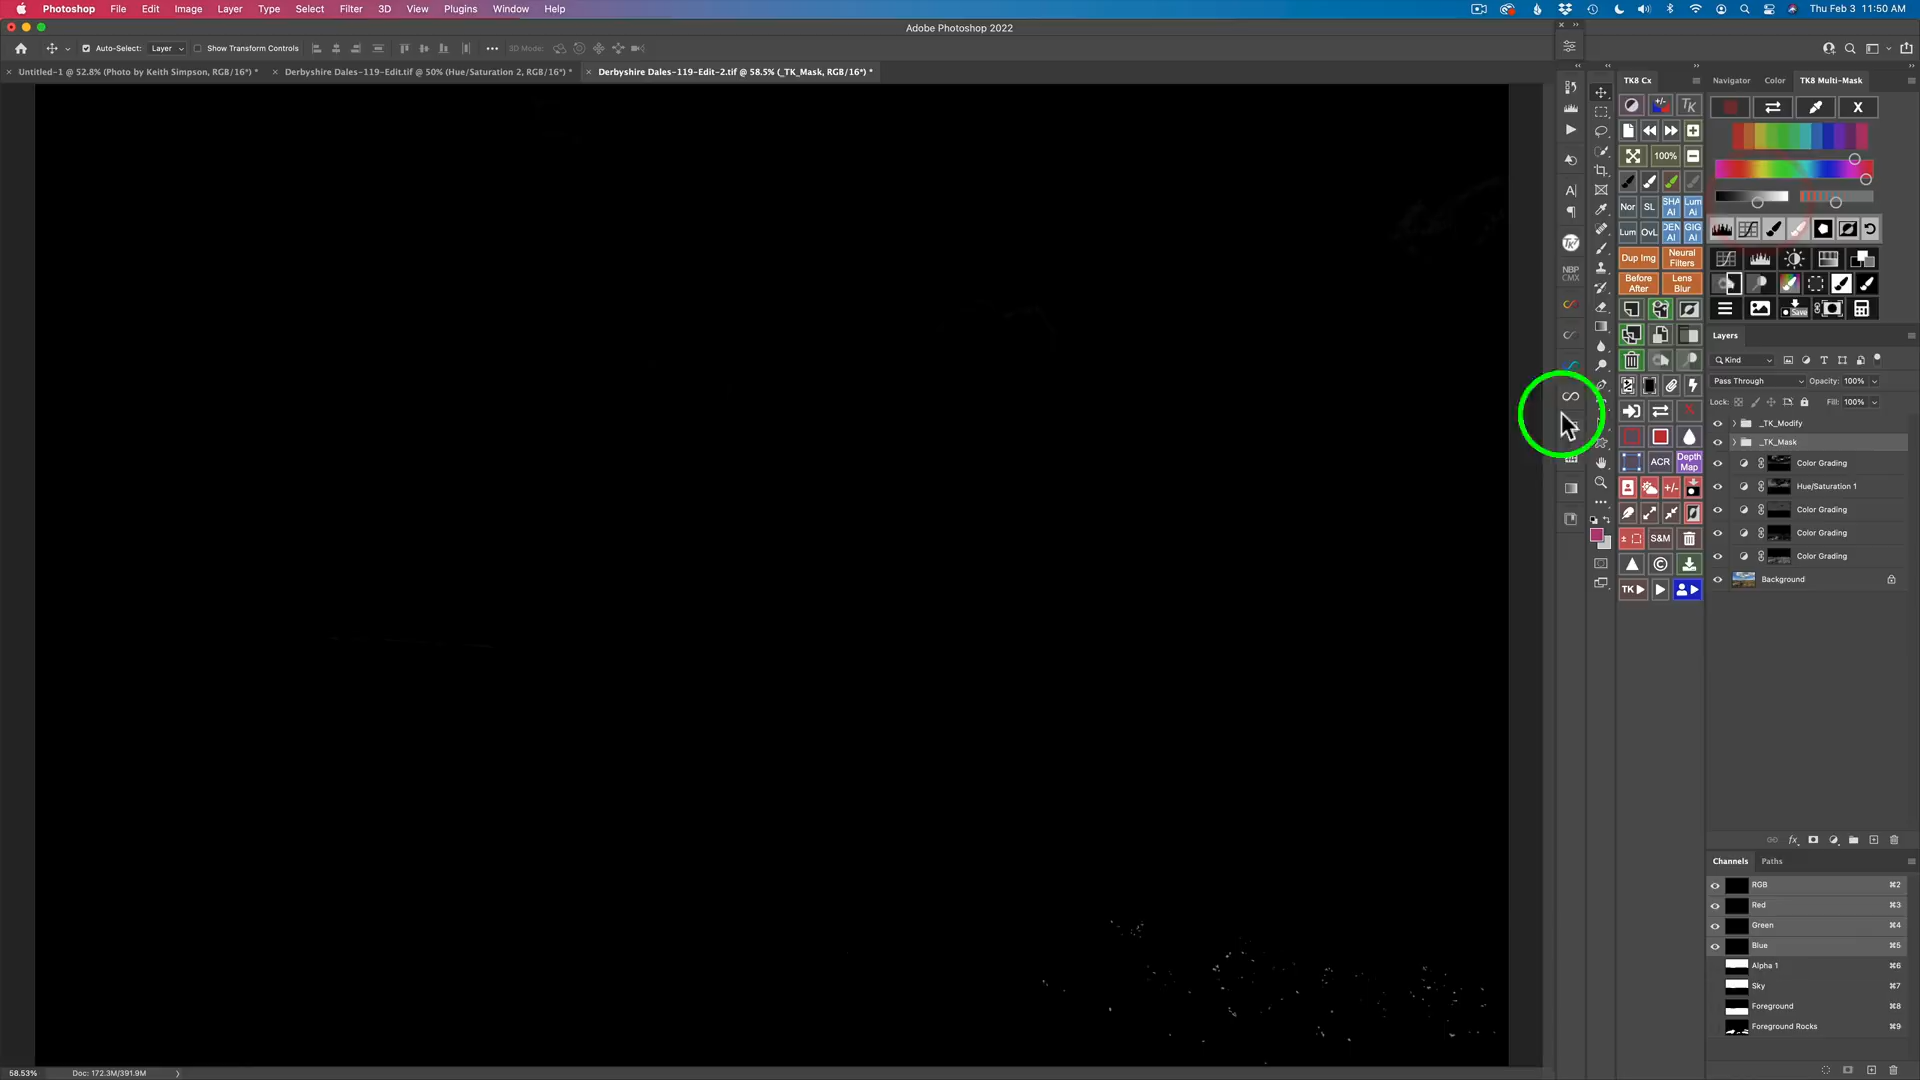 Photoshop File Edit Image Layer Type Select Filter 3D View Plugins Window Help Thu Feb 3 11:50 AM
Adobe Photoshop 2022
Auto-Select: Layer Show Transform Controls 3D Mode:
Untitled-1 @ 52.8% (Photo by Keith Simpson, RGB/16*) * Derbyshire Dales-119-Edit.tif @ 50% (Hue/Saturation 2, RGB/16*) * Derbyshire Dales-119-Edit-2.tif @ 58.5% (_TK_Mask, RGB/16*) *
TK8 Cx
Navigator Color TK8 Multi-Mask
TK
100%
Nor SL SHA AI Lum Ai
Lum OvL DEN AI GIG AI
Dup Img Neural Filters
Before After Lens Blur
TK7
NBP CMX
X
Save
ACR Depth Map
+/-
S&M
TK
Layers
Kind
Pass Through Opacity: 100%
Lock: Fill: 100%
_TK_Modify
_TK_Mask
Color Grading
Hue/Saturation 1
Color Grading
Color Grading
Color Grading
Background
fx
Channels Paths
RGB ⌘2
Red ⌘3
Green ⌘4
Blue ⌘5
Alpha 1 ⌘6
Sky ⌘7
Foreground ⌘8
Foreground Rocks ⌘9
58.53% Doc: 172.3M/391.9M